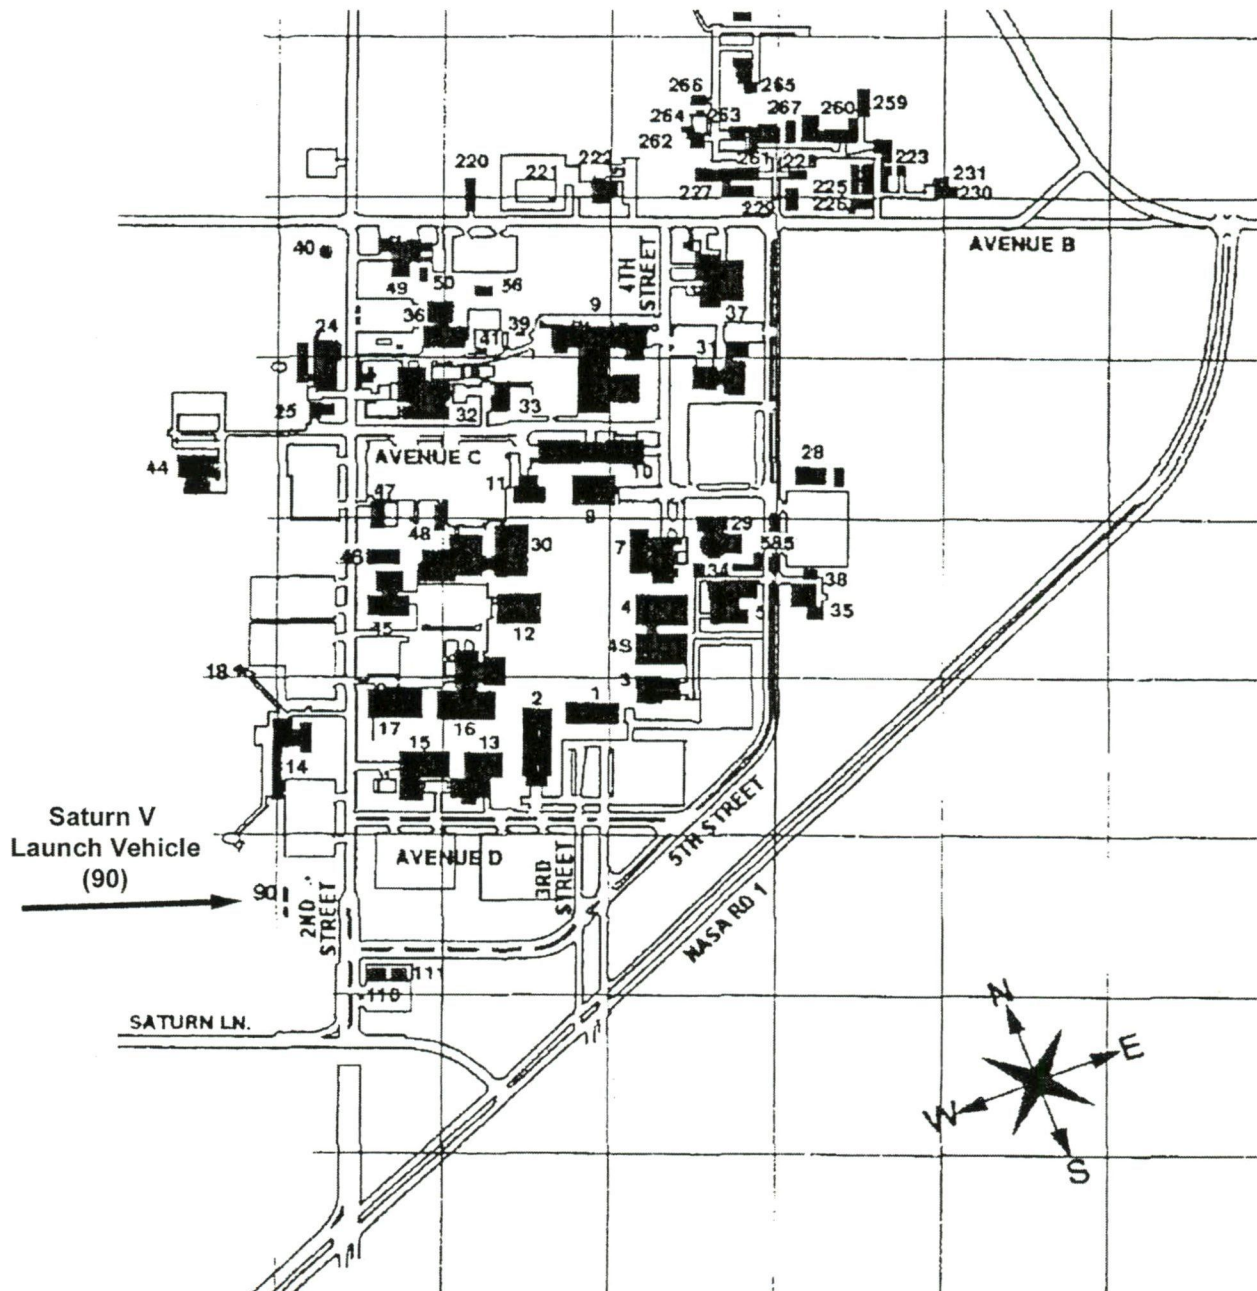 265
266
264 263 267 260 259
262
220 221 222 261 228 223
227 225 231
229 226 230
AVENUE B
40
4TH STREET
49 50 56
36 39 9 37
24 41 31
25 32 33
AVENUE C
44 10 28
11 8
47
48 30 7 29
46 585
34 38
45 12 4 5 35
4S
18 3
17 16 2 1
14 15 13
Saturn V
Launch Vehicle
(90)
90
AVENUE D
2ND STREET
3RD STREET
5TH STREET
NASA RD 1
111
110
SATURN LN.
N
E
W
S